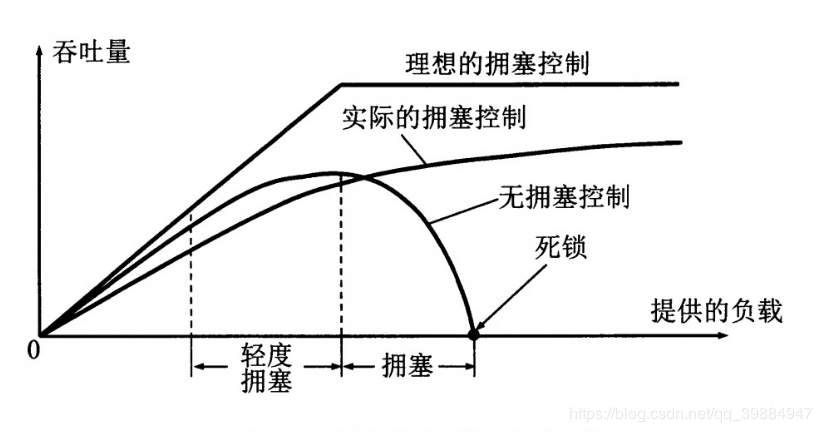 吞吐量
理想的拥塞控制
实际的拥塞控制
无拥塞控制
死锁
提供的负载
0
轻度
拥塞
拥塞
https://blog.csdn.net/qq_39884947